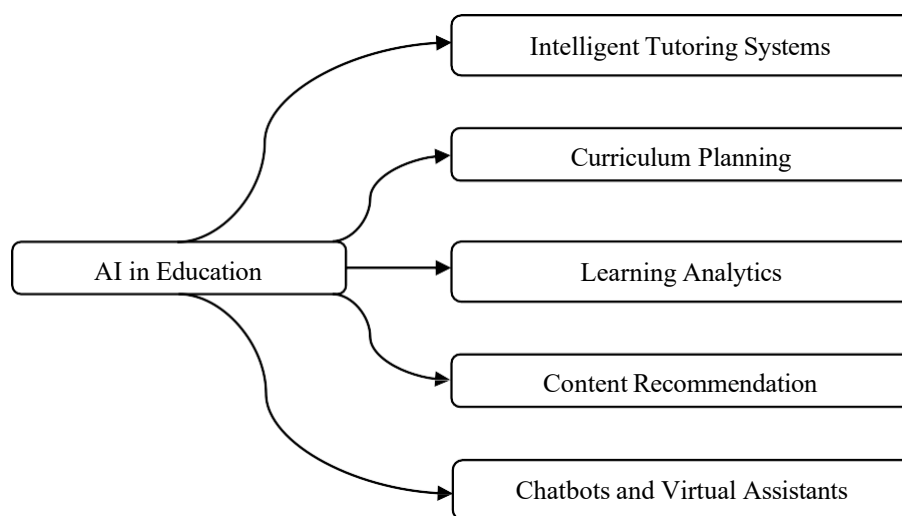 Intelligent Tutoring Systems
Curriculum Planning
AI in Education
Learning Analytics
Content Recommendation
Chatbots and Virtual Assistants